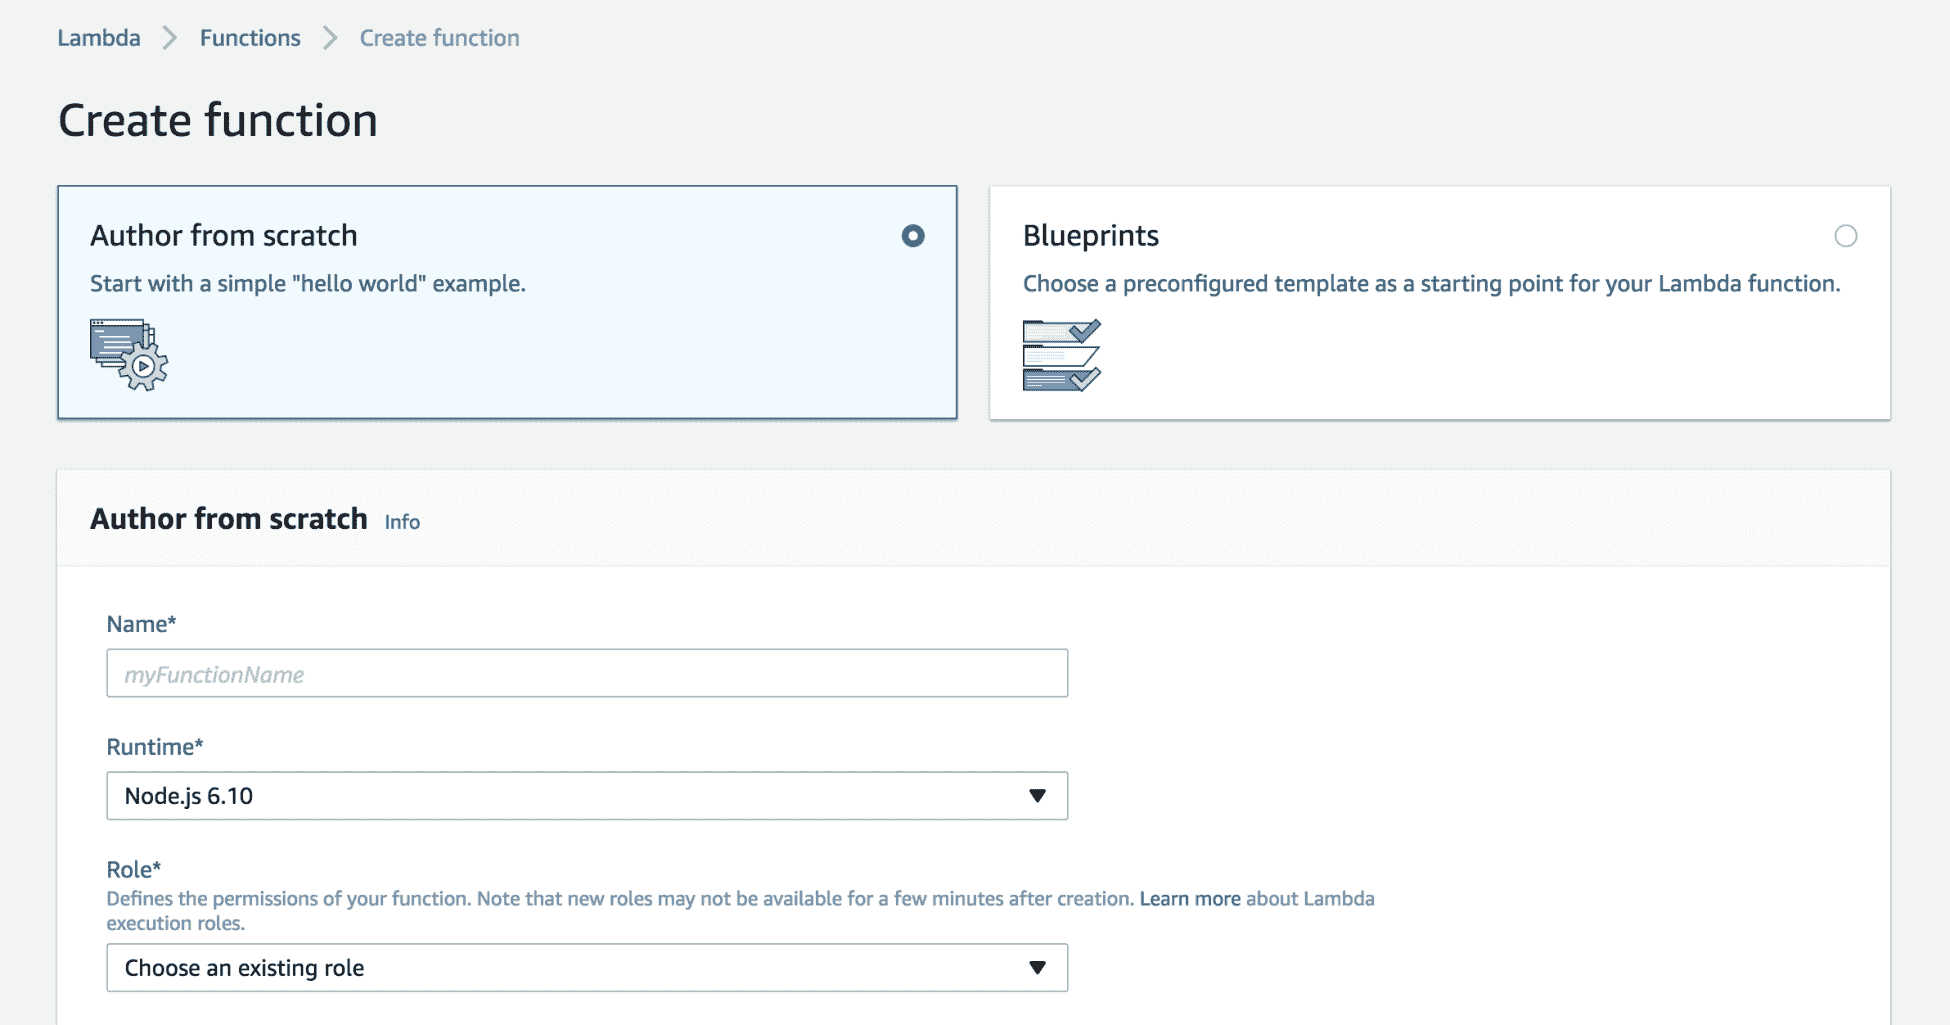 Lambda Functions Create function
Create function
Author from scratch
Start with a simple "hello world" example.
Blueprints
Choose a preconfigured template as a starting point for your Lambda function.
Author from scratch Info
Name*
myFunctionName
Runtime*
Node.js 6.10
Role*
Defines the permissions of your function. Note that new roles may not be available for a few minutes after creation. Learn more about Lambda
execution roles.
Choose an existing role